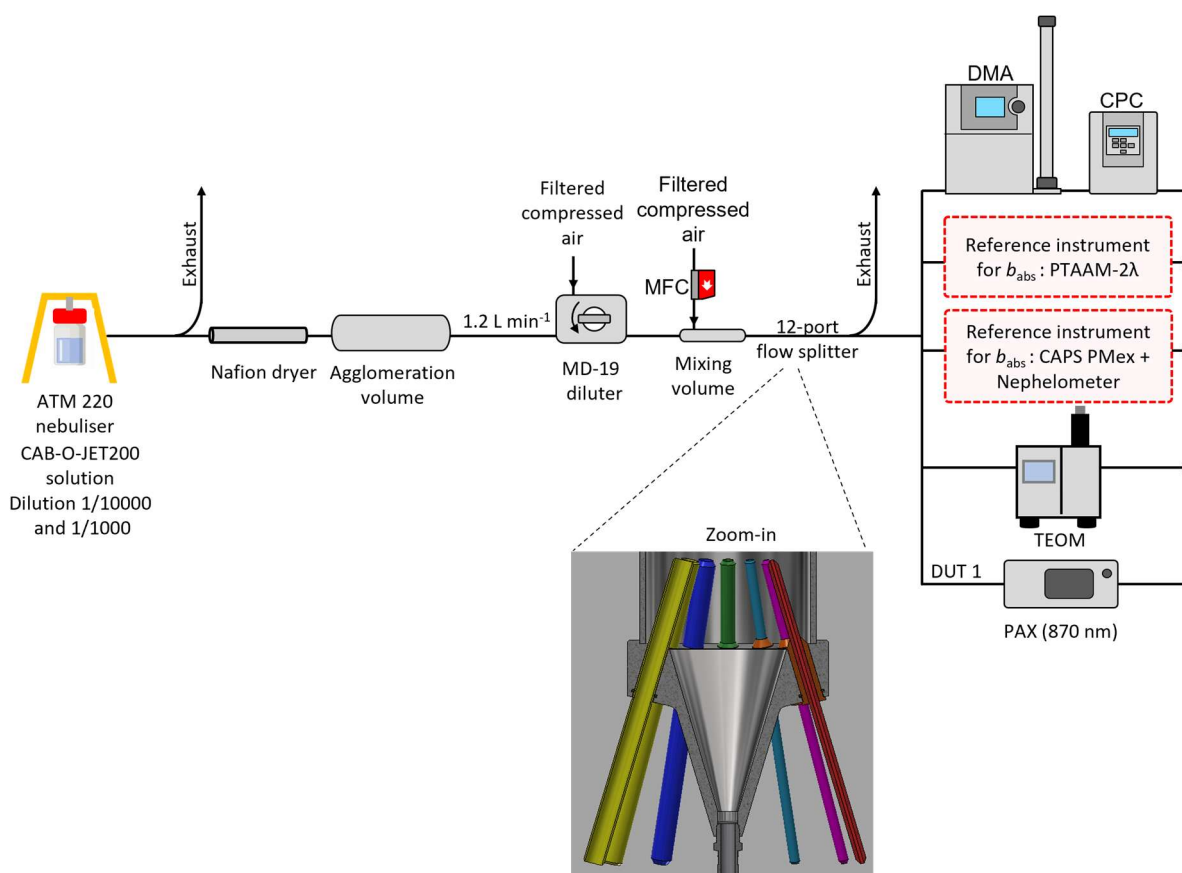 Exhaust
ATM 220
nebuliser
CAB-O-JET200
solution
Dilution 1/10000
and 1/1000
Nafion dryer
Agglomeration
volume
1.2 L min⁻¹
Filtered
compressed
air
MD-19
diluter
Filtered
compressed
air
MFC
Mixing
volume
12-port
flow splitter
Exhaust
Zoom-in
DMA
CPC
Reference instrument
for b_abs : PTAAM-2λ
Reference instrument
for b_abs : CAPS PMex +
Nephelometer
TEOM
DUT 1
PAX (870 nm)